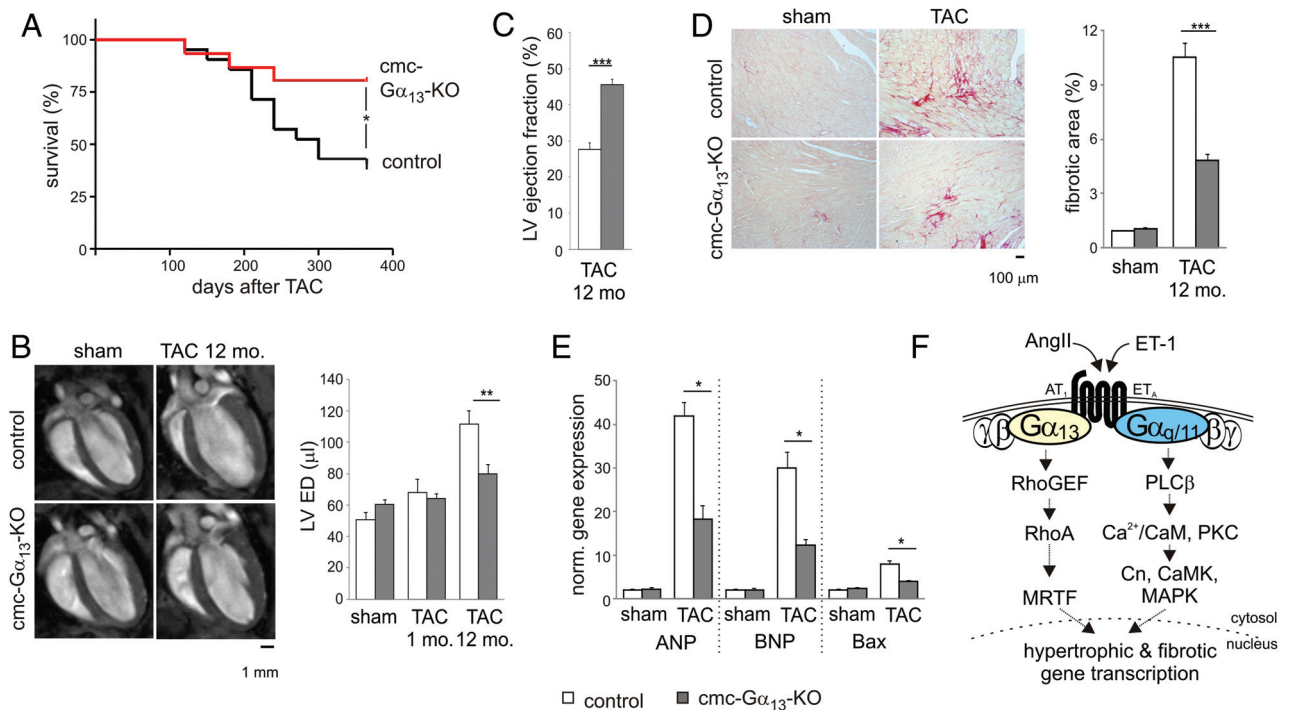 A
survival (%)
100
75
50
25
0
100
200
300
400
days after TAC
cmc-
Gα13-KO
*
control
B
sham
TAC 12 mo.
control
cmc-Gα13-KO
1 mm
LV ED (µl)
140
120
100
80
60
40
20
0
**
sham
TAC
1 mo.
TAC
12 mo.
C
LV ejection fraction (%)
60
50
40
30
20
10
0
***
TAC
12 mo
D
sham
TAC
control
cmc-Gα13-KO
100 µm
fibrotic area (%)
12
9
6
3
0
***
sham
TAC
12 mo.
E
norm. gene expression
50
40
30
20
10
0
*
*
*
sham TAC sham TAC sham TAC
ANP BNP Bax
F
AngII ET-1
AT1 ETA
γ β Gα13 Gαq/11 β γ
RhoGEF PLCβ
RhoA Ca2+/CaM, PKC
MRTF Cn, CaMK,
MAPK
cytosol
nucleus
hypertrophic & fibrotic
gene transcription
control cmc-Gα13-KO